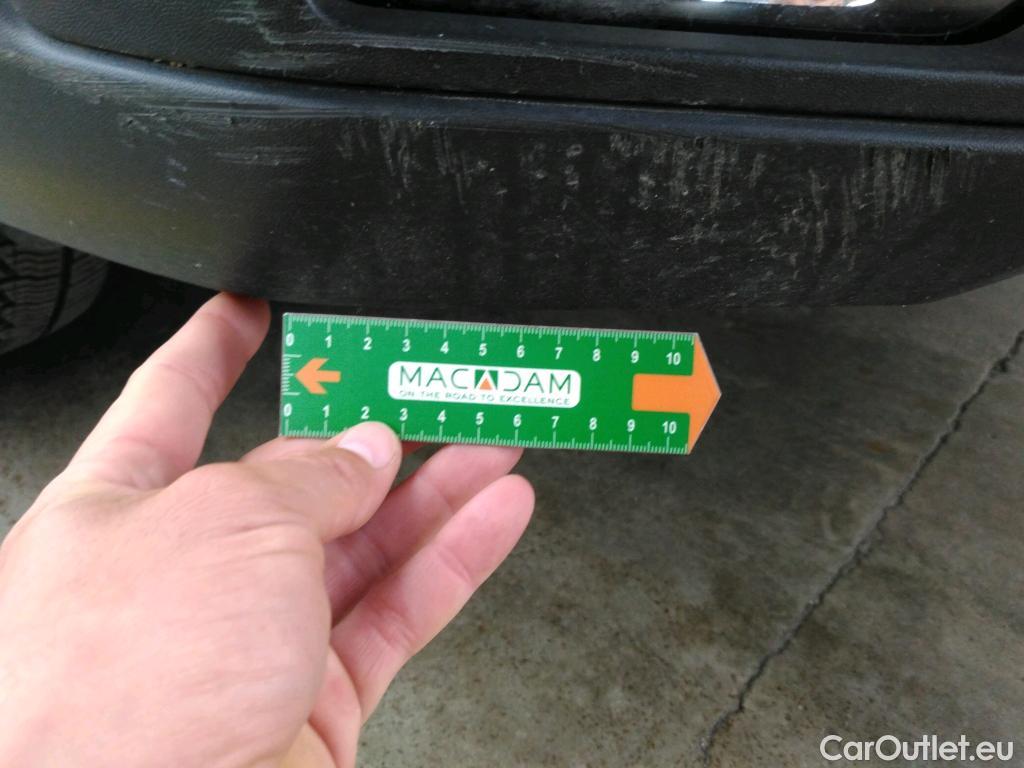 0 1 2 3 4 5 6 7 8 9 10
MACADAM
ON THE ROAD TO EXCELLENCE
0 1 2 3 4 5 6 7 8 9 10
CarOutlet.eu